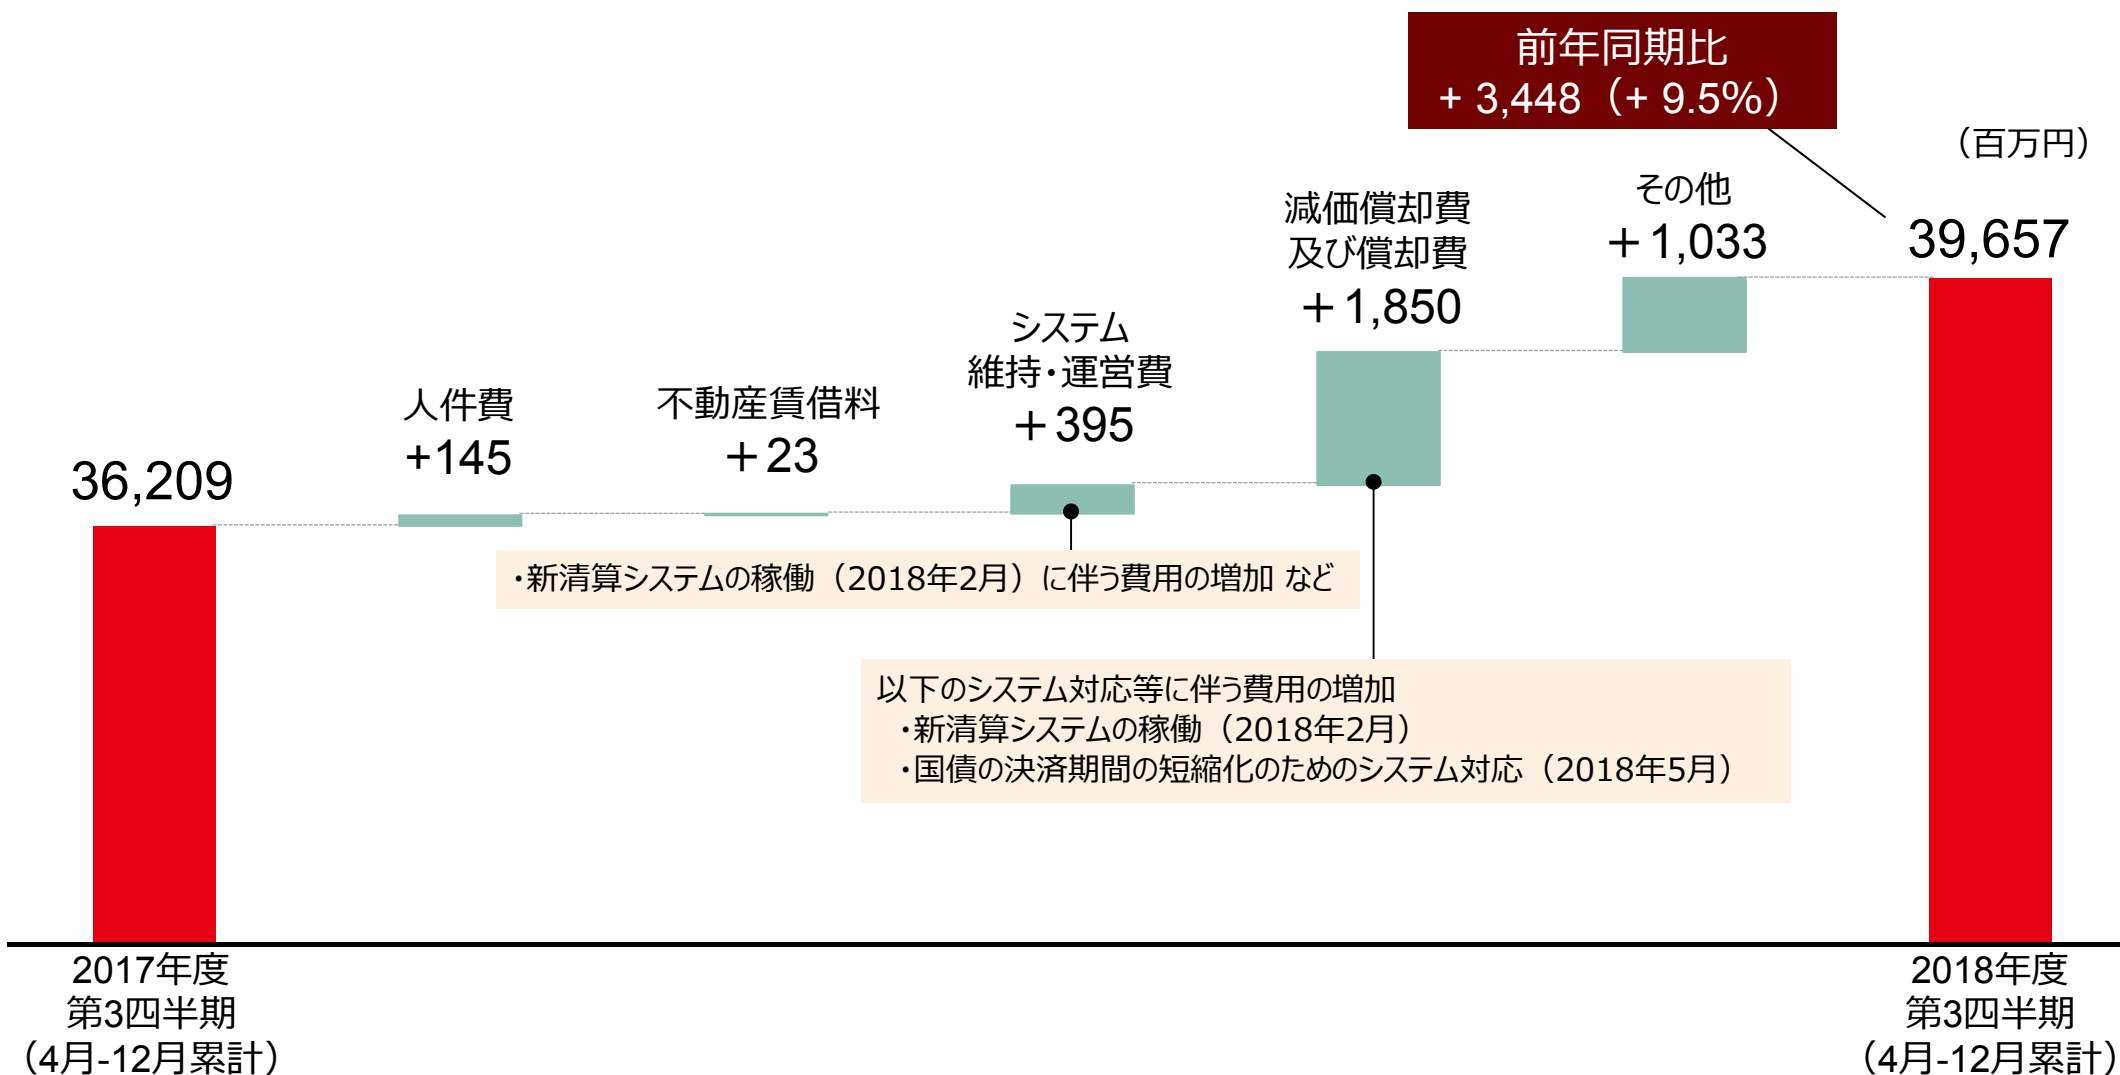 前年同期比
+ 3,448（+ 9.5%）
（百万円）
36,209
人件費
+145
不動産賃借料
＋23
システム
維持・運営費
＋395
減価償却費
及び償却費
＋1,850
その他
＋1,033
39,657
・新清算システムの稼働（2018年2月）に伴う費用の増加 など
以下のシステム対応等に伴う費用の増加
・新清算システムの稼働（2018年2月）
・国債の決済期間の短縮化のためのシステム対応（2018年5月）
2017年度
第3四半期
（4月-12月累計）
2018年度
第3四半期
（4月-12月累計）